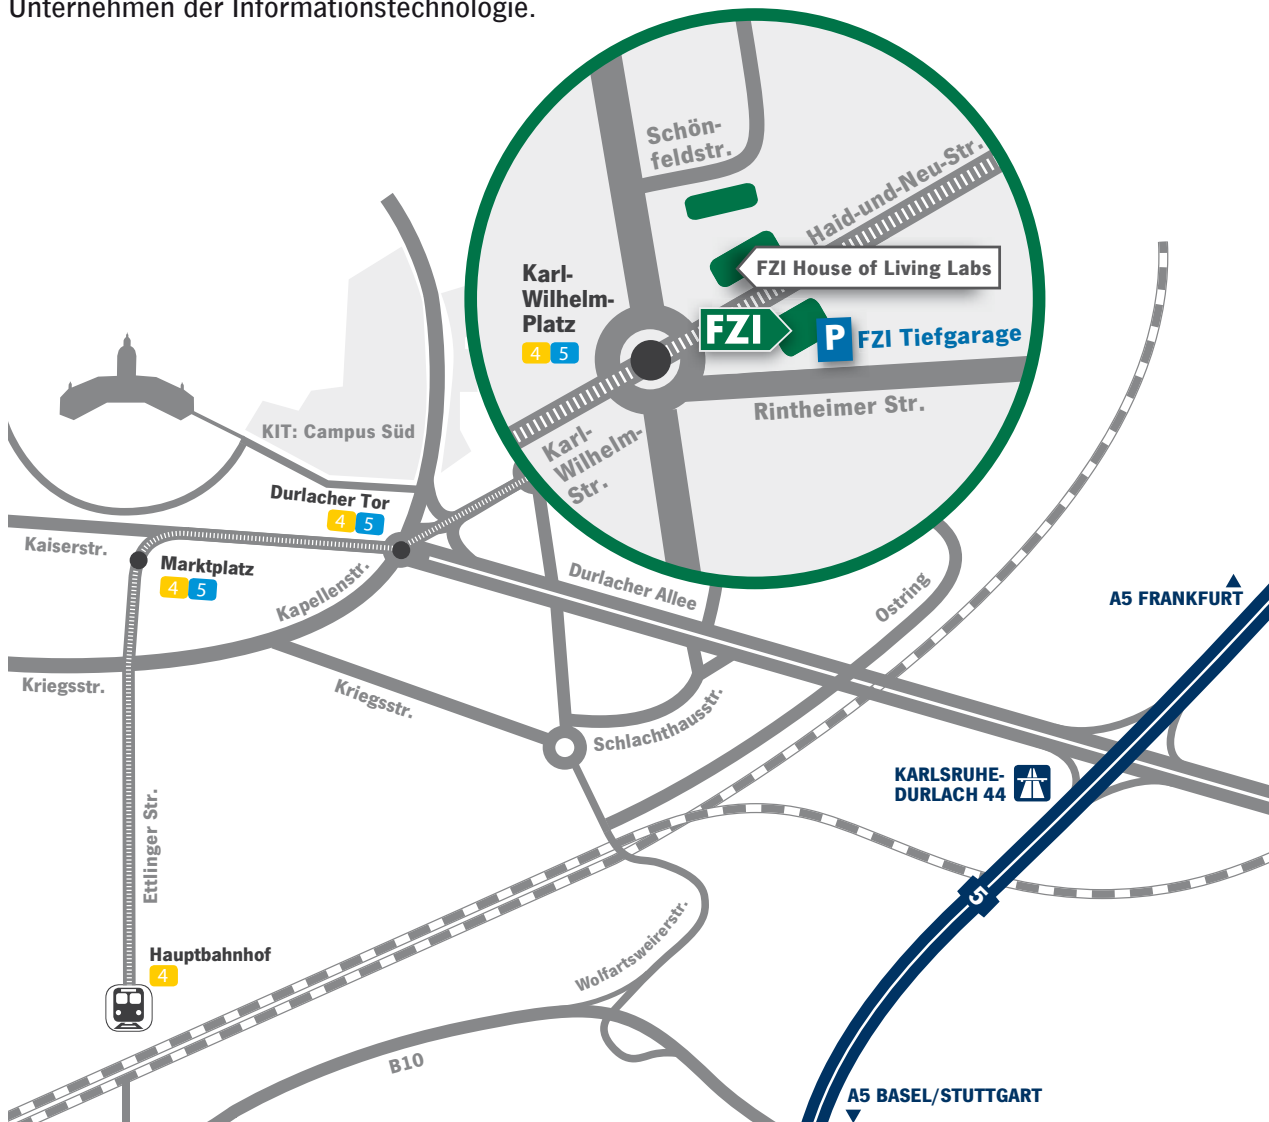 Unternehmen der Informationstechnologie.
Schön-
feldstr.
Haid-und-Neu-Str.
FZI House of Living Labs
Karl-
Wilhelm-
Platz
4 5
FZI
P FZI Tiefgarage
Rintheimer Str.
Karl-
Wilhelm-
Str.
KIT: Campus Süd
Durlacher Tor
4 5
Kaiserstr.
Marktplatz
4 5
Kapellenstr.
Durlacher Allee
Ostring
A5 FRANKFURT
Kriegsstr.
Kriegsstr.
Schlachthausstr.
KARLSRUHE-
DURLACH 44
Ettlinger Str.
5
Hauptbahnhof
4
Wolfartsweirerstr.
B10
A5 BASEL/STUTTGART